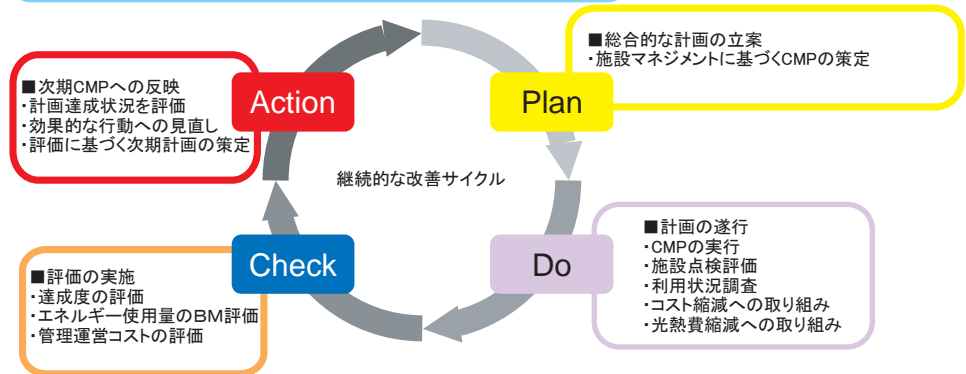 Plan
■総合的な計画の立案
・施設マネジメントに基づくCMPの策定
Do
■計画の遂行
・CMPの実行
・施設点検評価
・利用状況調査
・コスト縮減への取り組み
・光熱費縮減への取り組み
Check
■評価の実施
・達成度の評価
・エネルギー使用量のBM評価
・管理運営コストの評価
Action
■次期CMPへの反映
・計画達成状況を評価
・効果的な行動への見直し
・評価に基づく次期計画の策定
継続的な改善サイクル